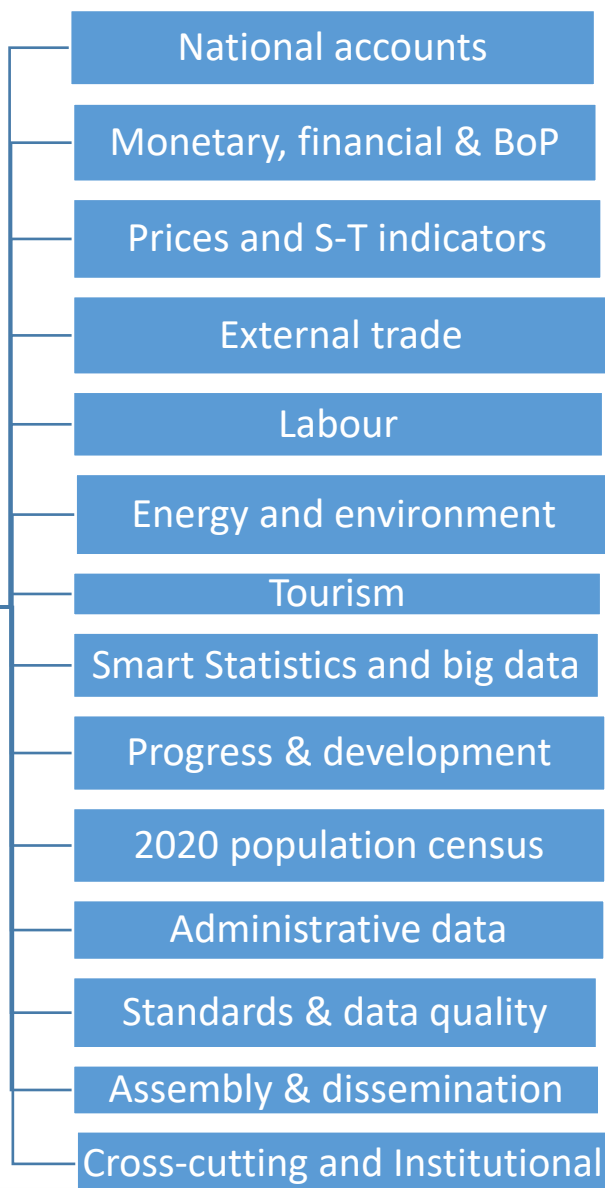 National accounts
Monetary, financial & BoP
Prices and S-T indicators
External trade
Labour
Energy and environment
Tourism
Smart Statistics and big data
Progress & development
2020 population census
Administrative data
Standards & data quality
Assembly & dissemination
Cross-cutting and Institutional